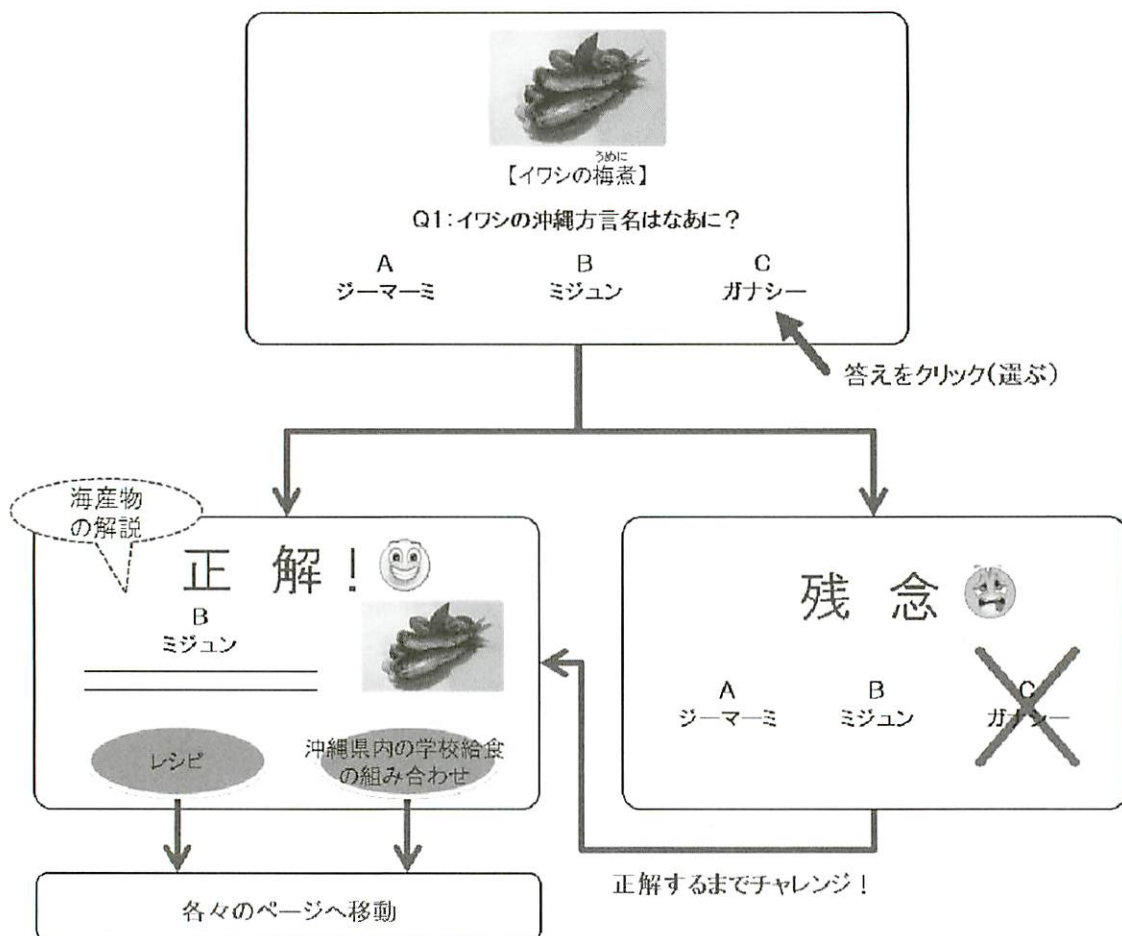 うめに
【イワシの梅煮】
Q1:イワシの沖縄方言名はなあに?
A
ジーマーミ
B
ミジュン
C
ガナシー
答えをクリック(選ぶ)
海産物
の解説
正解!
B
ミジュン
レシピ
沖縄県内の学校給食
の組み合わせ
各々のページへ移動
残念
A
ジーマーミ
B
ミジュン
C
ガナシー
正解するまでチャレンジ!